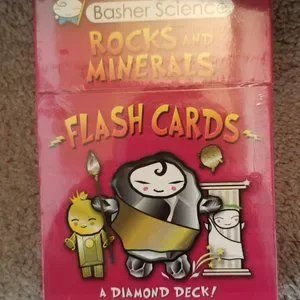 Basher Science
ROCKS AND
MINERALS
FLASH CARDS
A DIAMOND DECK!